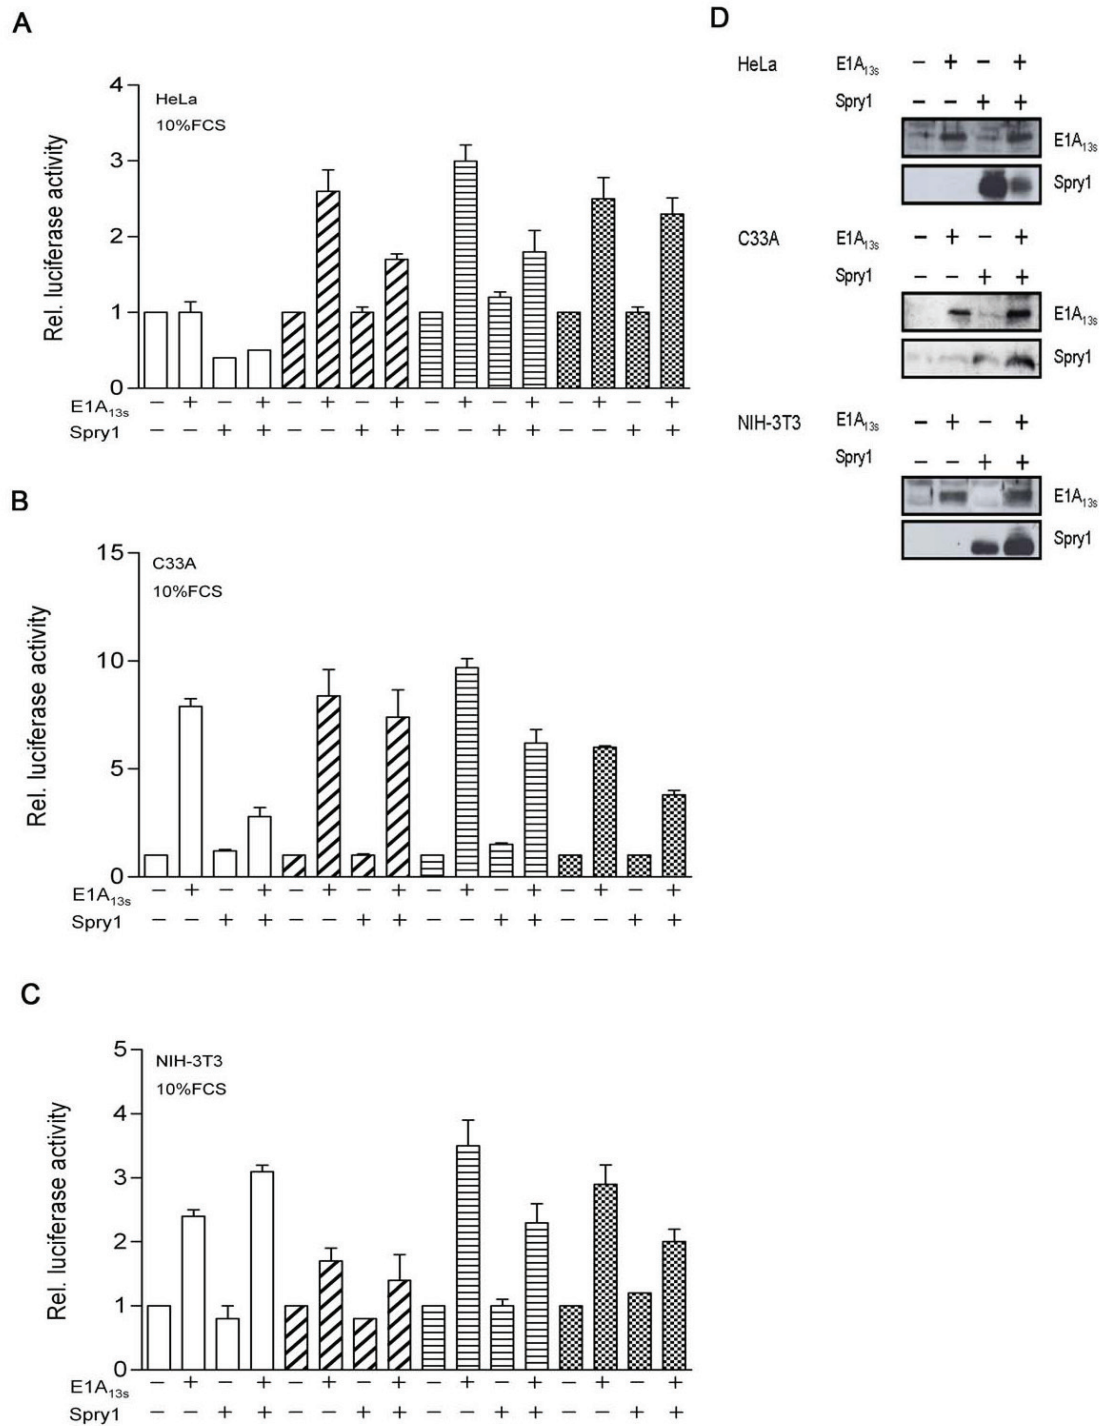 A
Rel. luciferase activity
4
3
2
1
0
HeLa
10%FCS
E1A13s − + − + − + − + − + − + − + − +
Spry1 − − + + − − + + − − + + − − + +
B
Rel. luciferase activity
15
10
5
0
C33A
10%FCS
E1A13s − + − + − + − + − + − + − + − +
Spry1 − − + + − − + + − − + + − − + +
C
Rel. luciferase activity
5
4
3
2
1
0
NIH-3T3
10%FCS
E1A13s − + − + − + − + − + − + − + − +
Spry1 − − + + − − + + − − + + − − + +
D
HeLa E1A13s − + − +
Spry1 − − + +
E1A13s
Spry1
C33A E1A13s − + − +
Spry1 − − + +
E1A13s
Spry1
NIH-3T3 E1A13s − + − +
Spry1 − − + +
E1A13s
Spry1